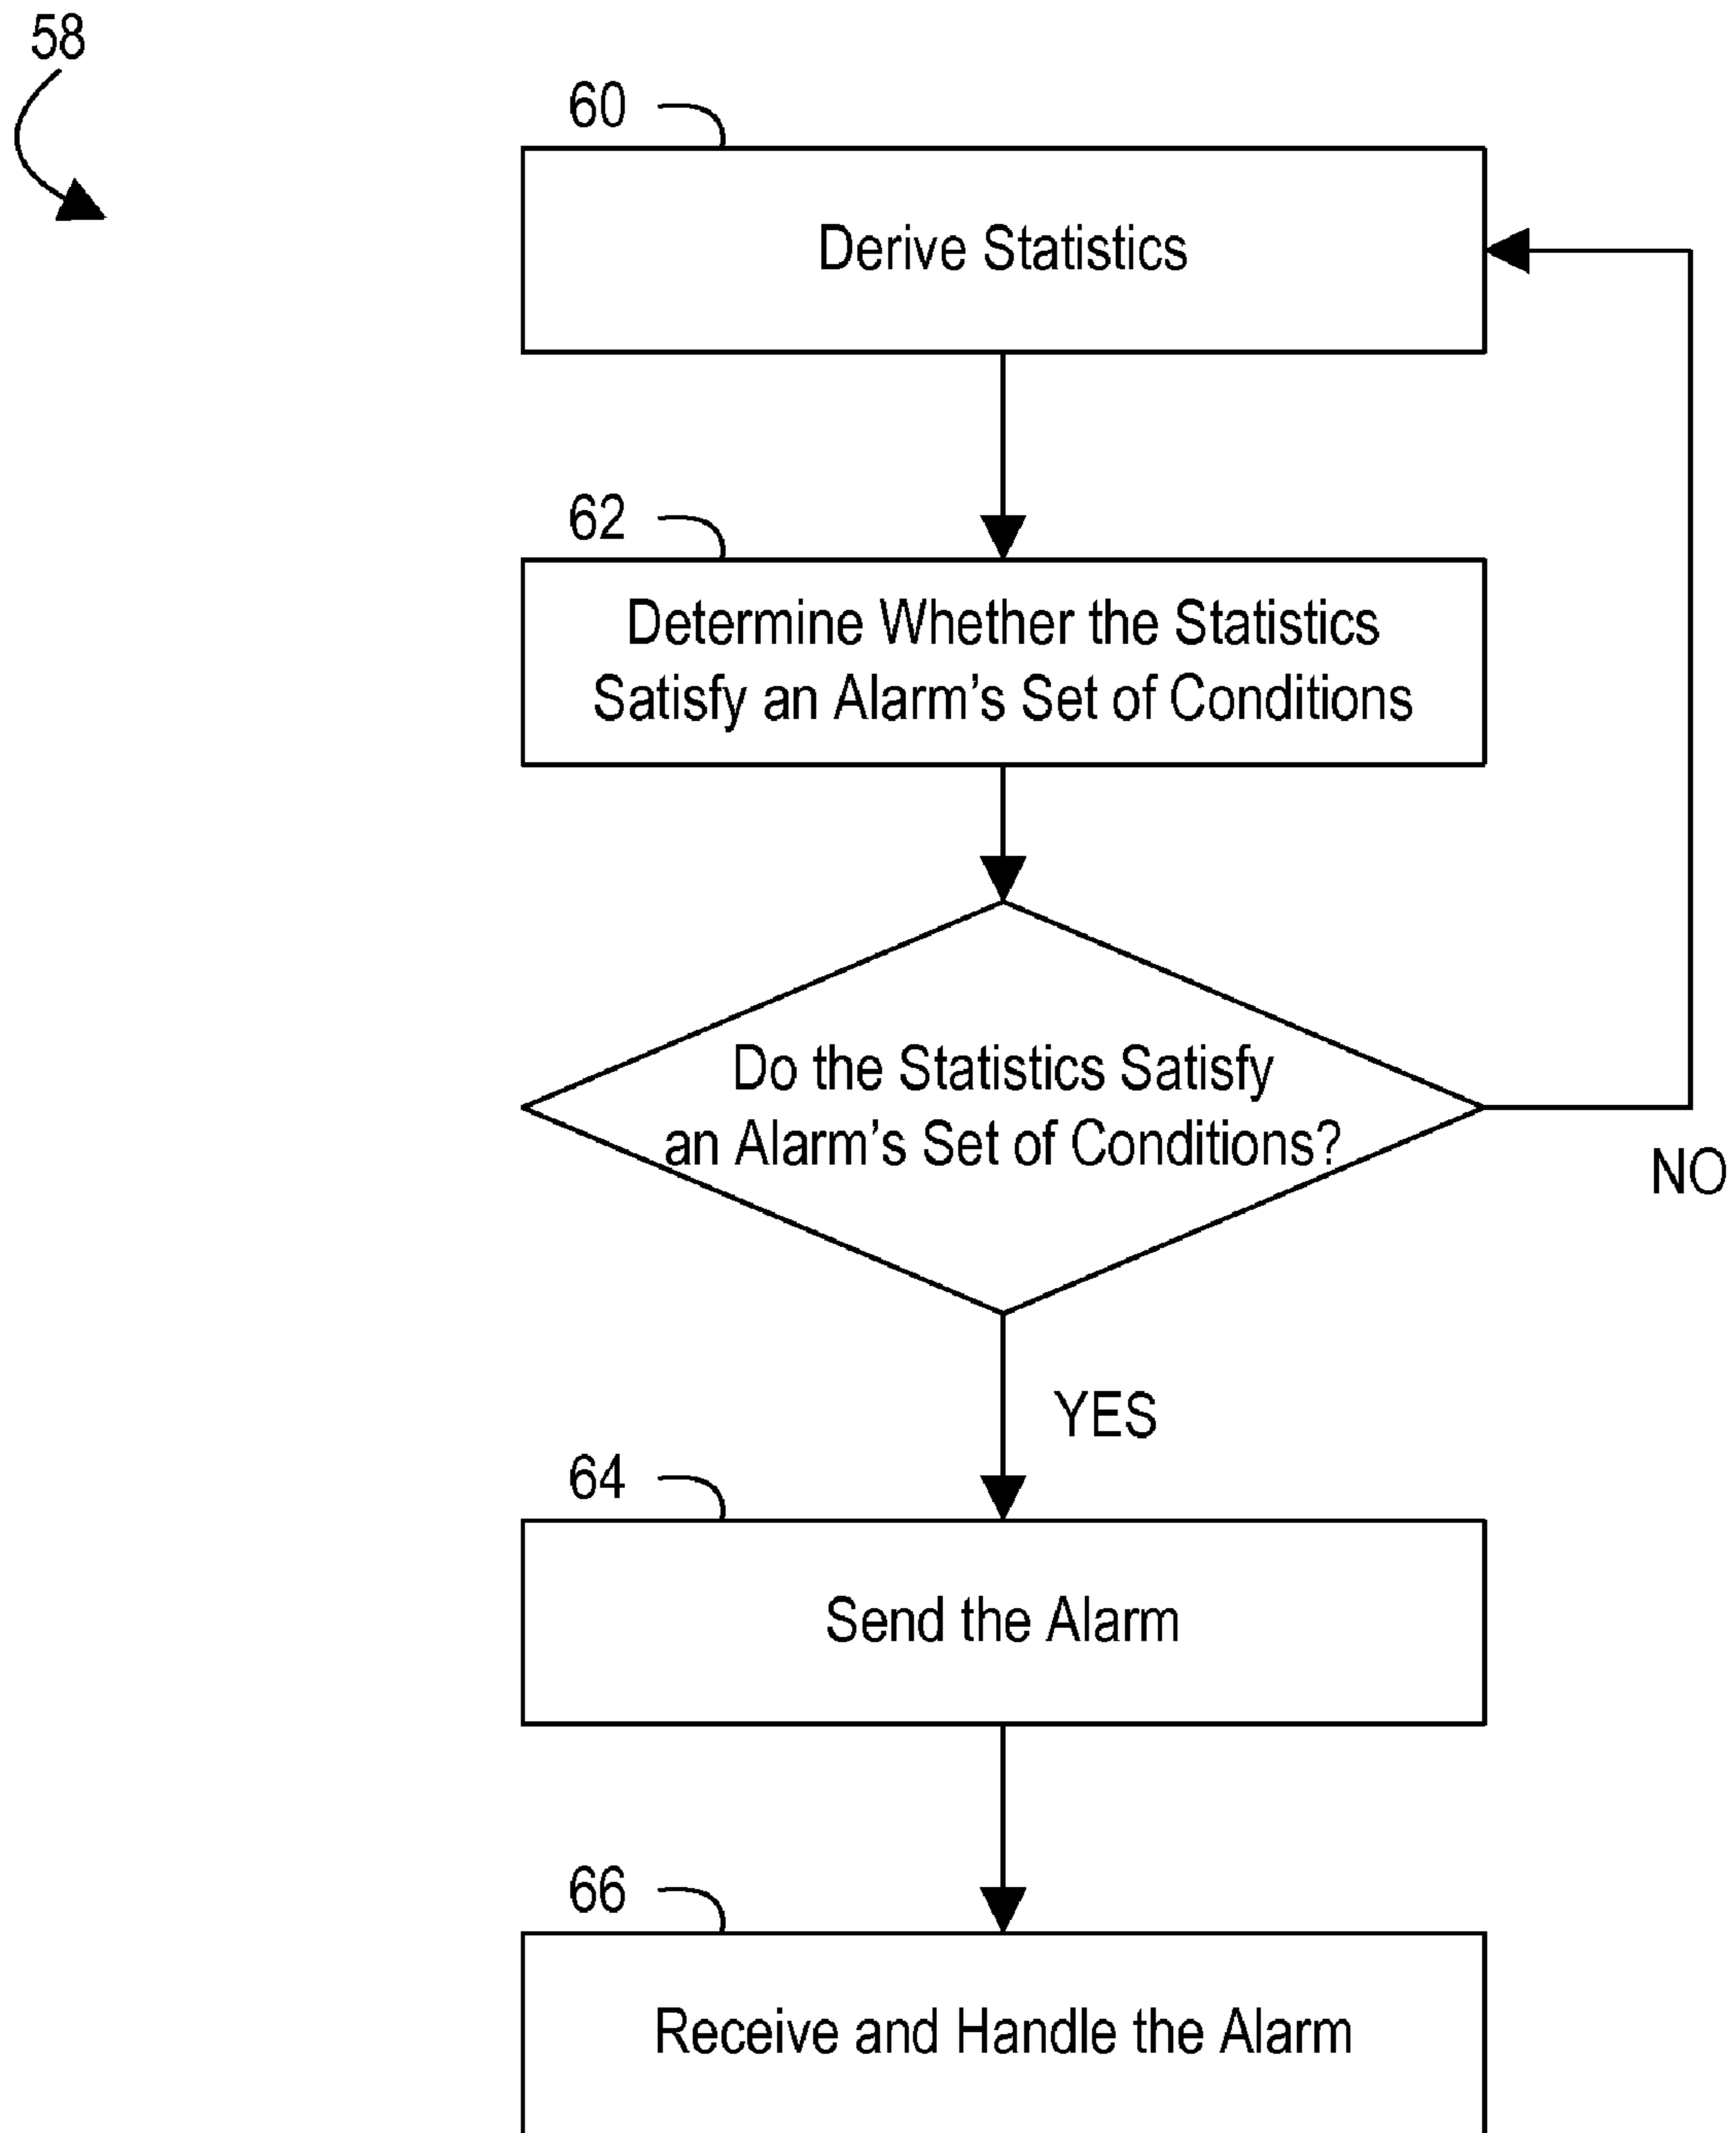 58
60
Derive Statistics
62
Determine Whether the Statistics
Satisfy an Alarm's Set of Conditions
Do the Statistics Satisfy
an Alarm's Set of Conditions?
NO
YES
64
Send the Alarm
66
Receive and Handle the Alarm